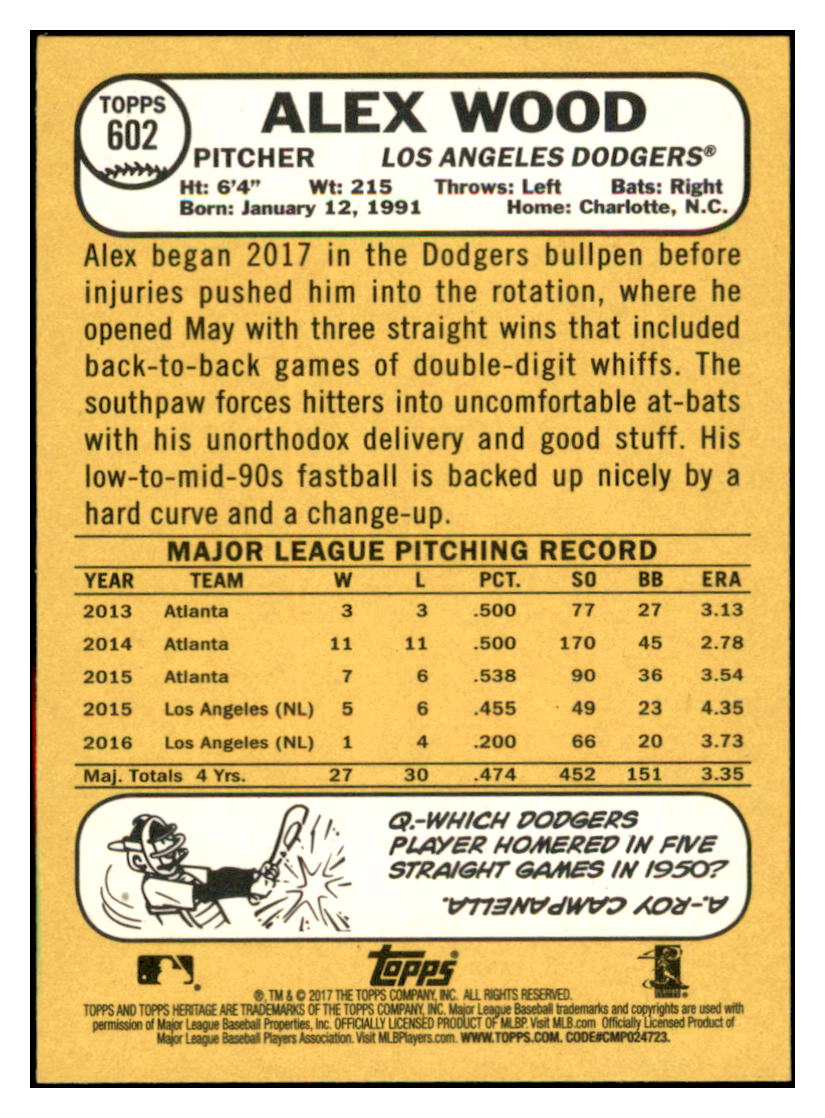 TOPPS
602
ALEX WOOD
PITCHER LOS ANGELES DODGERS®
Ht: 6'4" Wt: 215 Throws: Left Bats: Right
Born: January 12, 1991 Home: Charlotte, N.C.
Alex began 2017 in the Dodgers bullpen before
injuries pushed him into the rotation, where he
opened May with three straight wins that included
back-to-back games of double-digit whiffs. The
southpaw forces hitters into uncomfortable at-bats
with his unorthodox delivery and good stuff. His
low-to-mid-90s fastball is backed up nicely by a
hard curve and a change-up.
MAJOR LEAGUE PITCHING RECORD
YEAR TEAM W L PCT. SO BB ERA
2013 Atlanta 3 3 .500 77 27 3.13
2014 Atlanta 11 11 .500 170 45 2.78
2015 Atlanta 7 6 .538 90 36 3.54
2015 Los Angeles (NL) 5 6 .455 49 23 4.35
2016 Los Angeles (NL) 1 4 .200 66 20 3.73
Maj. Totals 4 Yrs. 27 30 .474 452 151 3.35
Q.-WHICH DODGERS
PLAYER HOMERED IN FIVE
STRAIGHT GAMES IN 1950?
A.-ROY CAMPANELLA.
Topps
®, TM & © 2017 THE TOPPS COMPANY, INC. ALL RIGHTS RESERVED.
TOPPS AND TOPPS HERITAGE ARE TRADEMARKS OF THE TOPPS COMPANY, INC. Major League Baseball trademarks and copyrights are used with
permission of Major League Baseball Properties, Inc. OFFICIALLY LICENSED PRODUCT OF MLBP. Visit MLB.com Officially Licensed Product of
Major League Baseball Players Association. Visit MLBPlayers.com. WWW.TOPPS.COM. CODE#CMP024723.